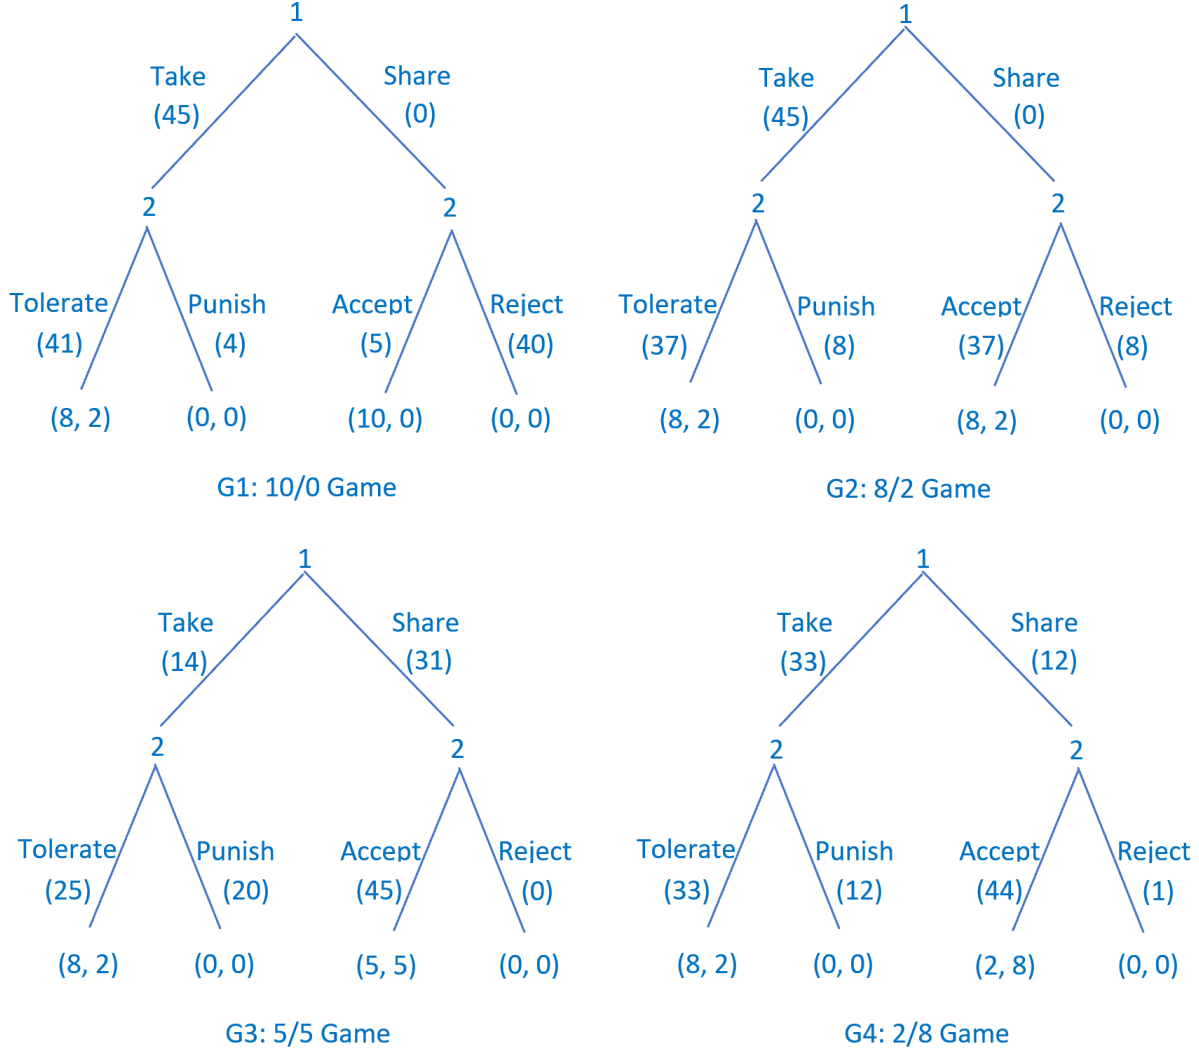 1 1
Take Share Take Share
(45) (0) (45) (0)
2 2 2 2
Tolerate Punish Accept Reject Tolerate Punish Accept Reject
(41) (4) (5) (40) (37) (8) (37) (8)
(8, 2) (0, 0) (10, 0) (0, 0) (8, 2) (0, 0) (8, 2) (0, 0)
G1: 10/0 Game G2: 8/2 Game
1 1
Take Share Take Share
(14) (31) (33) (12)
2 2 2 2
Tolerate Punish Accept Reject Tolerate Punish Accept Reject
(25) (20) (45) (0) (33) (12) (44) (1)
(8, 2) (0, 0) (5, 5) (0, 0) (8, 2) (0, 0) (2, 8) (0, 0)
G3: 5/5 Game G4: 2/8 Game